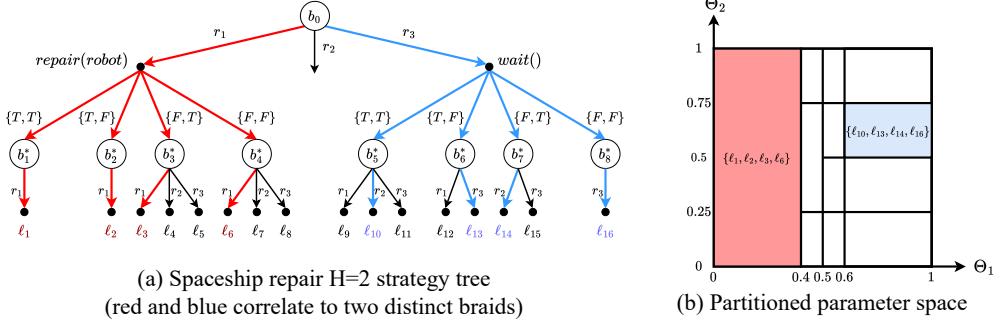 b₀
r₁
r₂
r₃
repair(robot)
wait()
{T, T}
{T, F}
{F, T}
{F, F}
{T, T}
{T, F}
{F, T}
{F, F}
b₁*
b₂*
b₃*
b₄*
b₅*
b₆*
b₇*
b₈*
r₁
r₁
r₁
r₂
r₃
r₁
r₂
r₃
r₁
r₂
r₃
r₁
r₃
r₂
r₃
r₃
ℓ₁
ℓ₂
ℓ₃
ℓ₄
ℓ₅
ℓ₆
ℓ₇
ℓ₈
ℓ₉
ℓ₁₀
ℓ₁₁
ℓ₁₂
ℓ₁₃
ℓ₁₄
ℓ₁₅
ℓ₁₆
(a) Spaceship repair H=2 strategy tree
(red and blue correlate to two distinct braids)
Θ₂
1
0.75
0.5
0.25
0
{ℓ₁, ℓ₂, ℓ₃, ℓ₆}
{ℓ₁₀, ℓ₁₃, ℓ₁₄, ℓ₁₆}
0
0.4
0.5
0.6
1
Θ₁
(b) Partitioned parameter space